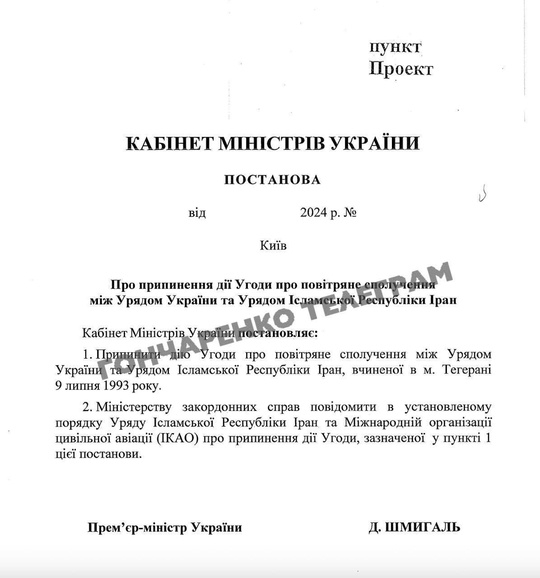 пункт
Проект
КАБІНЕТ МІНІСТРІВ УКРАЇНИ
ПОСТАНОВА
від 2024 р. №
Київ
Про припинення дії Угоди про повітряне сполучення
між Урядом України та Урядом Ісламської Республіки Іран
Кабінет Міністрів України постановляє:
1. Припинити дію Угоди про повітряне сполучення між Урядом
України та Урядом Ісламської Республіки Іран, вчиненої в м. Тегерані
9 липня 1993 року.
2. Міністерству закордонних справ повідомити в установленому
порядку Уряду Ісламської Республіки Іран та Міжнародній організації
цивільної авіації (ІКАО) про припинення дії Угоди, зазначеної у пункті 1
цієї постанови.
Прем’єр-міністр України Д. ШМИГАЛЬ
ГОНЧАРЕНКО ТЕЛЕГРАМ